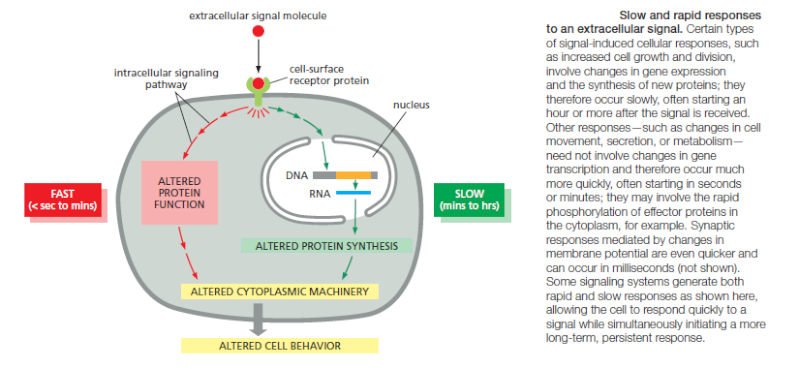 extracellular signal molecule
intracellular signaling
pathway
cell-surface
receptor protein
nucleus
DNA
RNA
ALTERED
PROTEIN
FUNCTION
FAST
(< sec to mins)
SLOW
(mins to hrs)
ALTERED PROTEIN SYNTHESIS
ALTERED CYTOPLASMIC MACHINERY
ALTERED CELL BEHAVIOR
Slow and rapid responses
to an extracellular signal. Certain types
of signal-induced cellular responses, such
as increased cell growth and division,
involve changes in gene expression
and the synthesis of new proteins; they
therefore occur slowly, often starting an
hour or more after the signal is received.
Other responses—such as changes in cell
movement, secretion, or metabolism—
need not involve changes in gene
transcription and therefore occur much
more quickly, often starting in seconds
or minutes; they may involve the rapid
phosphorylation of effector proteins in
the cytoplasm, for example. Synaptic
responses mediated by changes in
membrane potential are even quicker and
can occur in milliseconds (not shown).
Some signaling systems generate both
rapid and slow responses as shown here,
allowing the cell to respond quickly to a
signal while simultaneously initiating a more
long-term, persistent response.